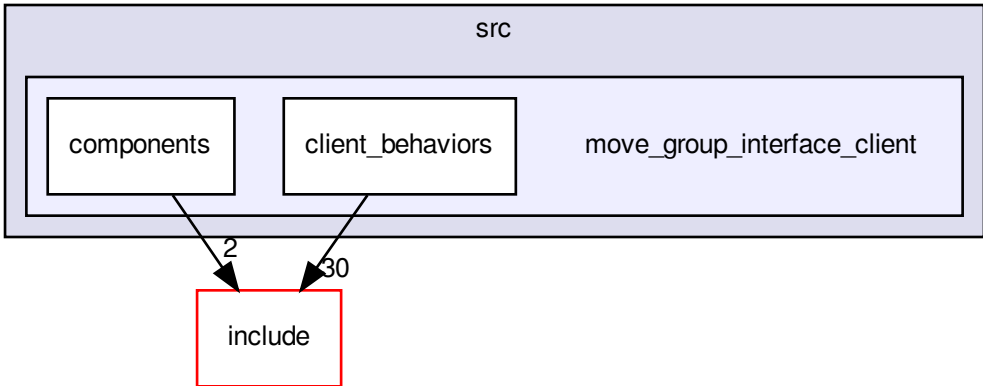 src
components
client_behaviors
move_group_interface_client
2
30
include